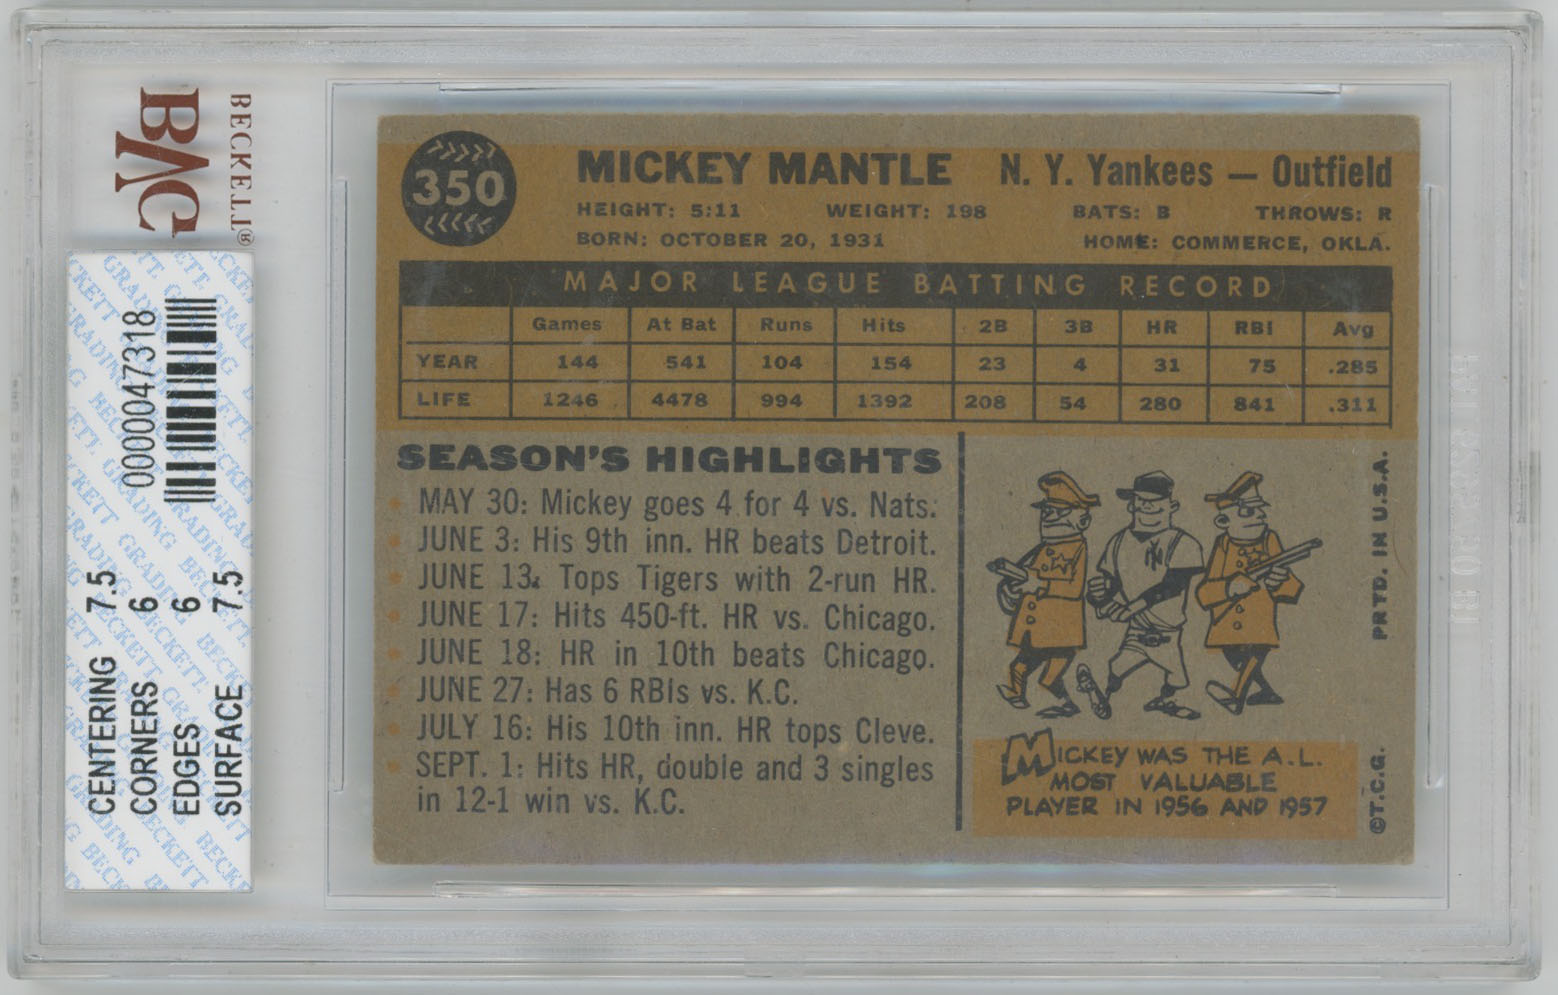 BECKETT®
BVG
0000047318
CENTERING 7.5
CORNERS 6
EDGES 6
SURFACE 7.5
350
MICKEY MANTLE N. Y. Yankees — Outfield
HEIGHT: 5:11 WEIGHT: 198 BATS: B THROWS: R
BORN: OCTOBER 20, 1931 HOME: COMMERCE, OKLA.
MAJOR LEAGUE BATTING RECORD
Games At Bat Runs Hits 2B 3B HR RBI Avg
YEAR 144 541 104 154 23 4 31 75 .285
LIFE 1246 4478 994 1392 208 54 280 841 .311
SEASON'S HIGHLIGHTS
MAY 30: Mickey goes 4 for 4 vs. Nats.
JUNE 3: His 9th inn. HR beats Detroit.
JUNE 13: Tops Tigers with 2-run HR.
JUNE 17: Hits 450-ft. HR vs. Chicago.
JUNE 18: HR in 10th beats Chicago.
JUNE 27: Has 6 RBIs vs. K.C.
JULY 16: His 10th inn. HR tops Cleve.
SEPT. 1: Hits HR, double and 3 singles
in 12-1 win vs. K.C.
NY
MICKEY WAS THE A.L.
MOST VALUABLE
PLAYER IN 1956 AND 1957
©T.C.G. PRTD. IN U.S.A.